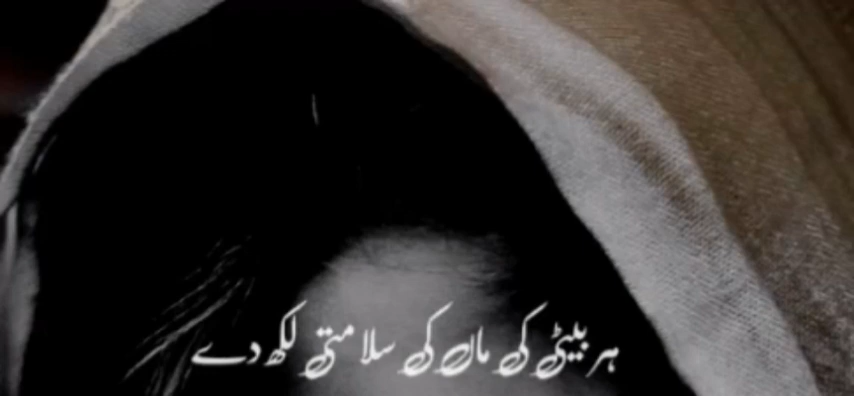 ہر بیٹی کی ماں کی سلامتی لکھ دے